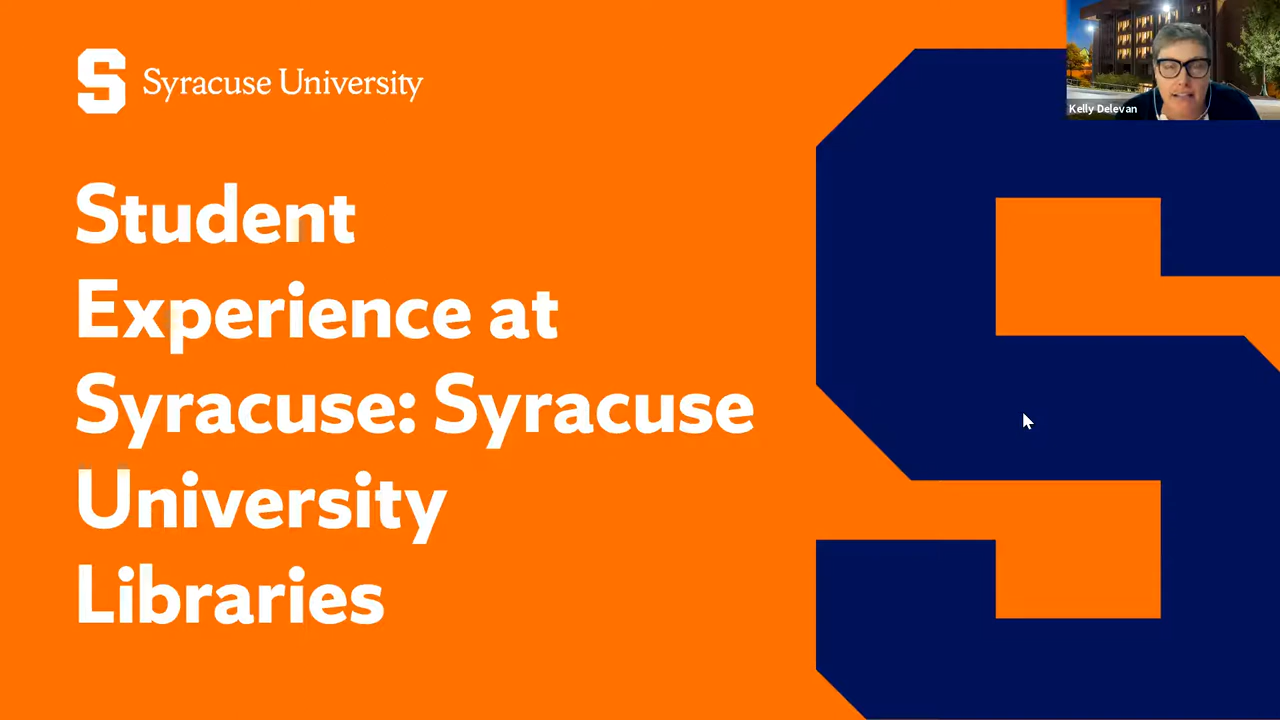 Syracuse University
Kelly Delevan
Student
Experience at
Syracuse: Syracuse
University
Libraries